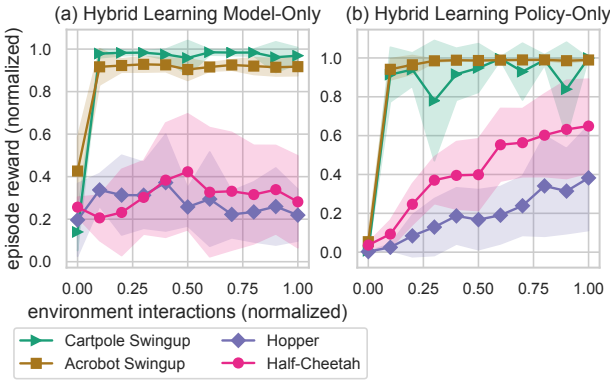 (a) Hybrid Learning Model-Only (b) Hybrid Learning Policy-Only
episode reward (normalized)
1.0 1.0
0.8 0.8
0.6 0.6
0.4 0.4
0.2 0.2
0.0 0.0
0.00 0.25 0.50 0.75 1.00 0.00 0.25 0.50 0.75 1.00
environment interactions (normalized)
Cartpole Swingup Hopper
Acrobot Swingup Half-Cheetah